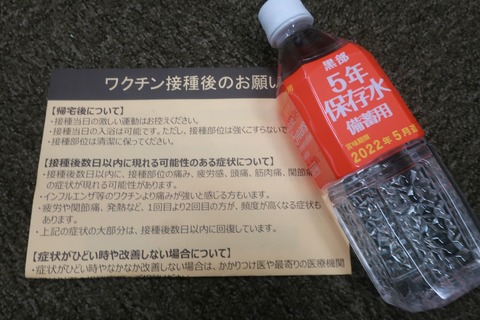 ワクチン接種後のお願い
【帰宅後について】
・接種当日の激しい運動はお控えください。
・接種当日の入浴は可能です。ただし、接種部位は強くこすらないで
・接種部位は清潔に保ってください。
【接種後数日以内に現れる可能性のある症状について】
・接種後数日以内に、接種部位の痛み、疲労感、頭痛、筋肉痛、関節痛
の症状が現れる可能性があります。
・インフルエンザ等のワクチンより痛みが強いと感じる方もいます。
・疲労や関節痛、発熱など、1回目より2回目の方が、頻度が高くなる症状も
あります。
・上記の症状の大部分は、接種後数日以内に回復しています。
【症状がひどい時や改善しない場合について】
・症状がひどい時やなかなか改善しない場合は、かかりつけ医や最寄りの医療機関
黒部
5年
保存水
備蓄用
賞味期限
2022年5月